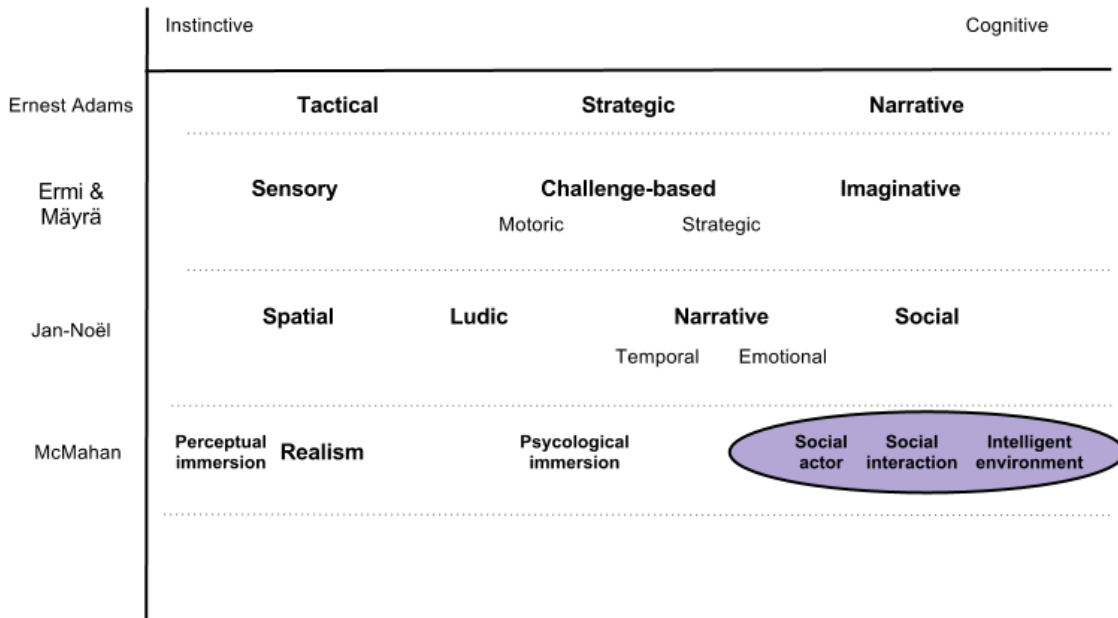 Instinctive Cognitive
Ernest Adams Tactical Strategic Narrative
Ermi &
Mäyrä
Sensory Challenge-based Imaginative
Motoric Strategic
Jan-Noël Spatial Ludic Narrative Social
Temporal Emotional
McMahan
Perceptual
immersion
Realism
Psycological
immersion
Social
actor
Social
interaction
Intelligent
environment